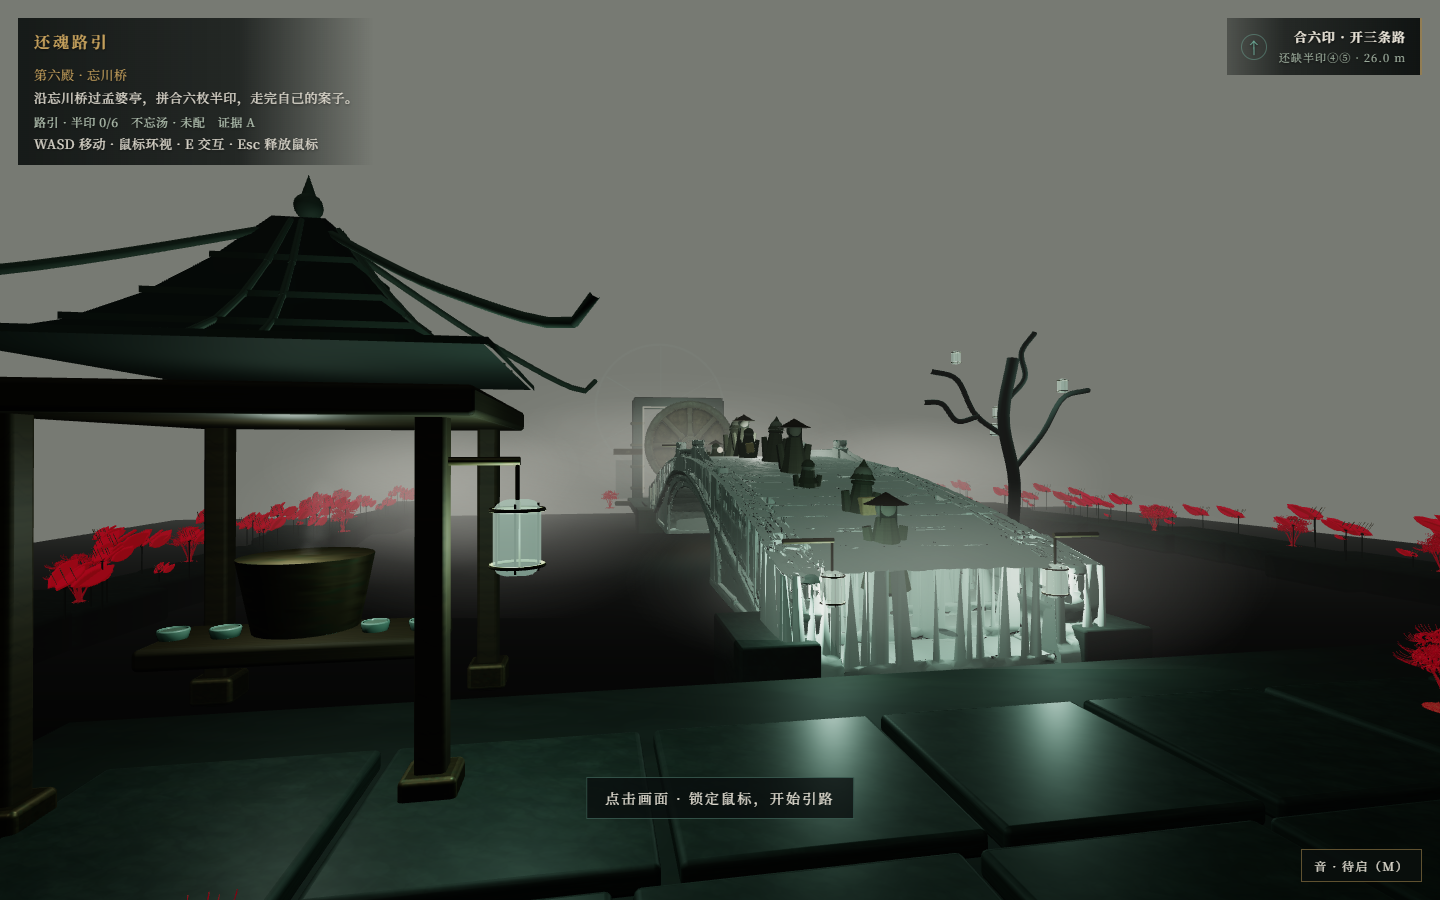 还魂路引
第六殿 · 忘川桥
沿忘川桥过孟婆亭，拼合六枚半印，走完自己的案子。
路引 · 半印 0/6 不忘汤 · 未配 证据 A
WASD 移动 · 鼠标环视 · E 交互 · Esc 释放鼠标
↑
合六印 · 开三条路
还缺半印④⑤ · 26.0 m
点击画面 · 锁定鼠标，开始引路
音 · 待启（M）